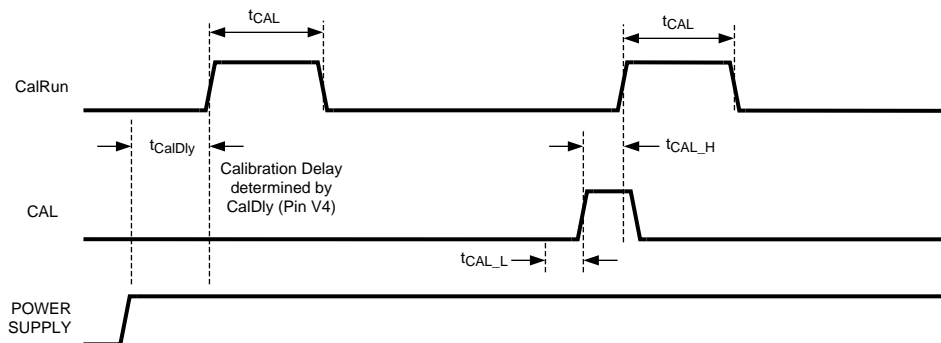 tCAL
tCAL
CalRun
tCalDly
tCAL_H
Calibration Delay
determined by
CalDly (Pin V4)
CAL
tCAL_L
POWER
SUPPLY